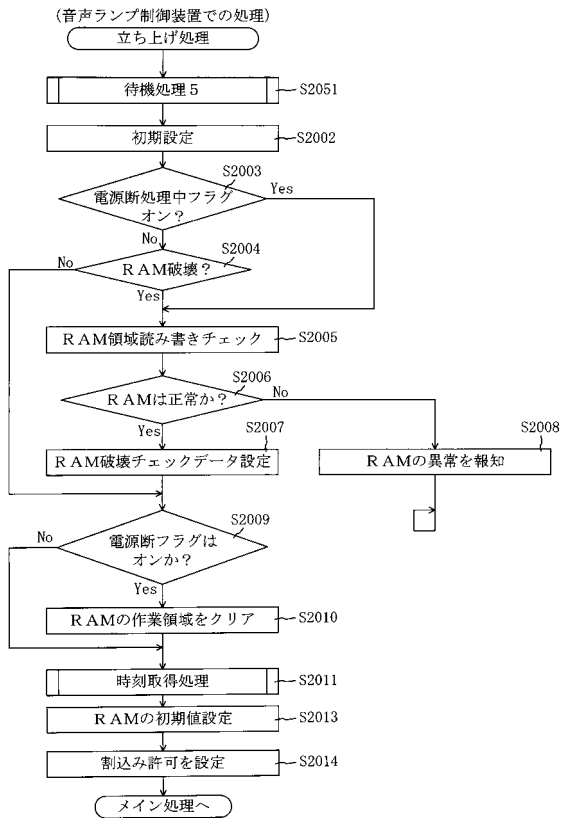 (音声ランプ制御装置での処理)
立ち上げ処理
待機処理5
S2051
初期設定
S2002
S2003
電源断処理中フラグ
オン?
Yes
No
S2004
RAM破壊?
No
Yes
RAM領域読み書きチェック
S2005
S2006
RAMは正常か?
No
Yes
S2007
RAM破壊チェックデータ設定
S2008
RAMの異常を報知
S2009
電源断フラグは
オンか?
No
Yes
RAMの作業領域をクリア
S2010
時刻取得処理
S2011
RAMの初期値設定
S2013
割込み許可を設定
S2014
メイン処理へ